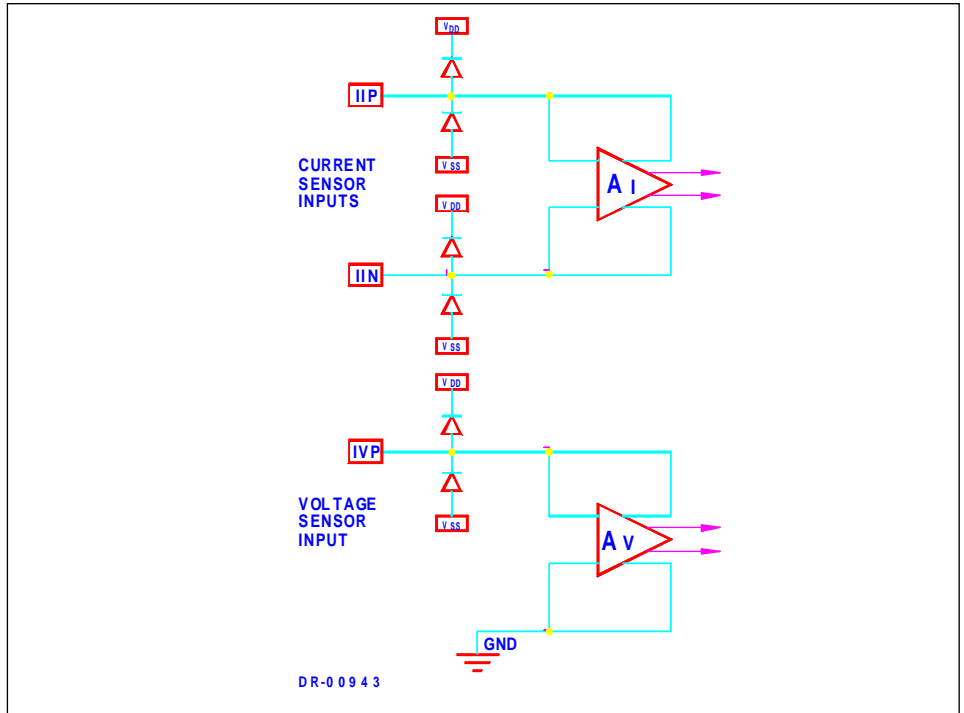 VDD
IIP
VSS
CURRENT
SENSOR
INPUTS
AI
VDD
IIN
VSS
VDD
IVP
VOLTAGE
SENSOR
INPUT
VSS
AV
GND
DR-00943